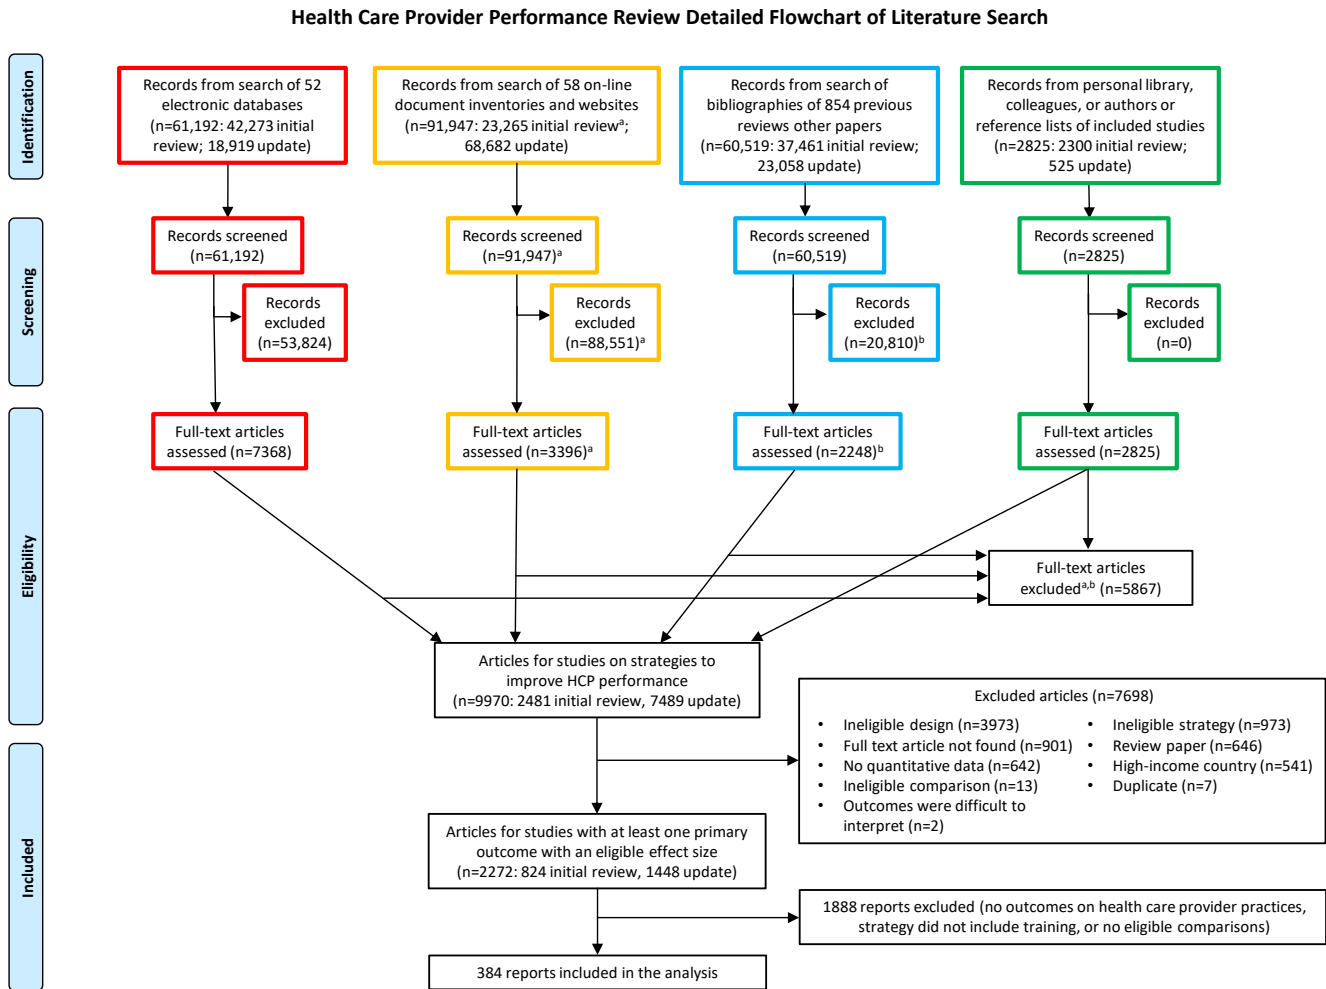 Health Care Provider Performance Review Detailed Flowchart of Literature Search
Identification
Records from search of 52
electronic databases
(n=61,192: 42,273 initial
review; 18,919 update)
Records from search of 58 on-line
document inventories and websites
(n=91,947: 23,265 initial reviewᵃ;
68,682 update)
Records from search of
bibliographies of 854 previous
reviews other papers
(n=60,519: 37,461 initial review;
23,058 update)
Records from personal library,
colleagues, or authors or
reference lists of included studies
(n=2825: 2300 initial review;
525 update)
Screening
Records screened
(n=61,192)
Records screened
(n=91,947)ᵃ
Records screened
(n=60,519)
Records screened
(n=2825)
Records
excluded
(n=53,824)
Records
excluded
(n=88,551)ᵃ
Records
excluded
(n=20,810)ᵇ
Records
excluded
(n=0)
Eligibility
Full-text articles
assessed (n=7368)
Full-text articles
assessed (n=3396)ᵃ
Full-text articles
assessed (n=2248)ᵇ
Full-text articles
assessed (n=2825)
Full-text articles
excludedᵃ,ᵇ (n=5867)
Articles for studies on strategies to
improve HCP performance
(n=9970: 2481 initial review, 7489 update)
Excluded articles (n=7698)
• Ineligible design (n=3973)
• Full text article not found (n=901)
• No quantitative data (n=642)
• Ineligible comparison (n=13)
• Outcomes were difficult to
interpret (n=2)
• Ineligible strategy (n=973)
• Review paper (n=646)
• High-income country (n=541)
• Duplicate (n=7)
Included
Articles for studies with at least one primary
outcome with an eligible effect size
(n=2272: 824 initial review, 1448 update)
1888 reports excluded (no outcomes on health care provider practices,
strategy did not include training, or no eligible comparisons)
384 reports included in the analysis